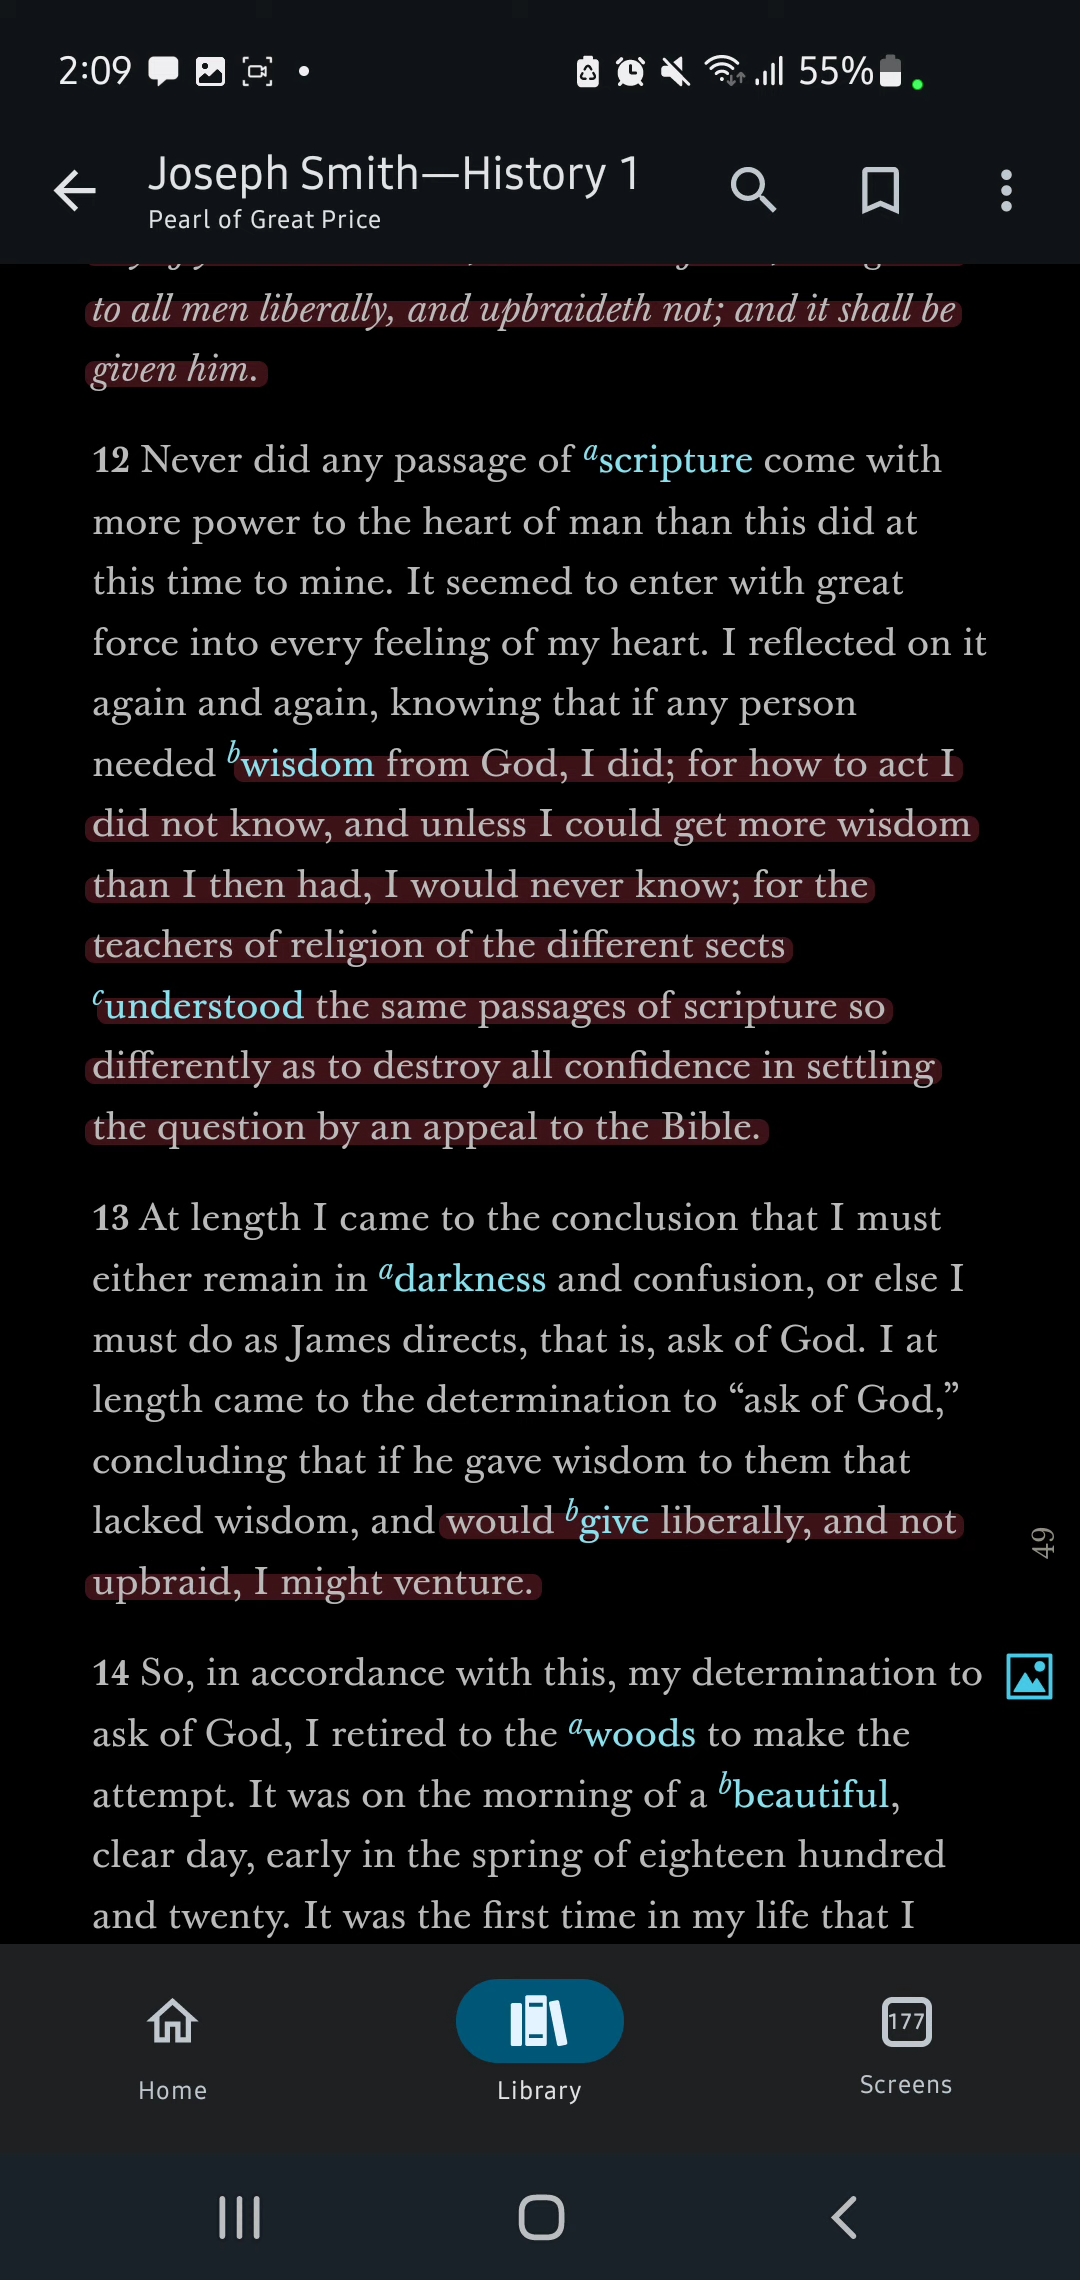 2:09
55%
Joseph Smith—History 1
Pearl of Great Price
to all men liberally, and upbraideth not; and it shall be
given him.
12 Never did any passage of ᵃscripture come with
more power to the heart of man than this did at
this time to mine. It seemed to enter with great
force into every feeling of my heart. I reflected on it
again and again, knowing that if any person
needed ᵇwisdom from God, I did; for how to act I
did not know, and unless I could get more wisdom
than I then had, I would never know; for the
teachers of religion of the different sects
ᶜunderstood the same passages of scripture so
differently as to destroy all confidence in settling
the question by an appeal to the Bible.
13 At length I came to the conclusion that I must
either remain in ᵃdarkness and confusion, or else I
must do as James directs, that is, ask of God. I at
length came to the determination to “ask of God,”
concluding that if he gave wisdom to them that
lacked wisdom, and would ᵇgive liberally, and not
upbraid, I might venture.
49
14 So, in accordance with this, my determination to
ask of God, I retired to the ᵃwoods to make the
attempt. It was on the morning of a ᵇbeautiful,
clear day, early in the spring of eighteen hundred
and twenty. It was the first time in my life that I
177
Home
Library
Screens